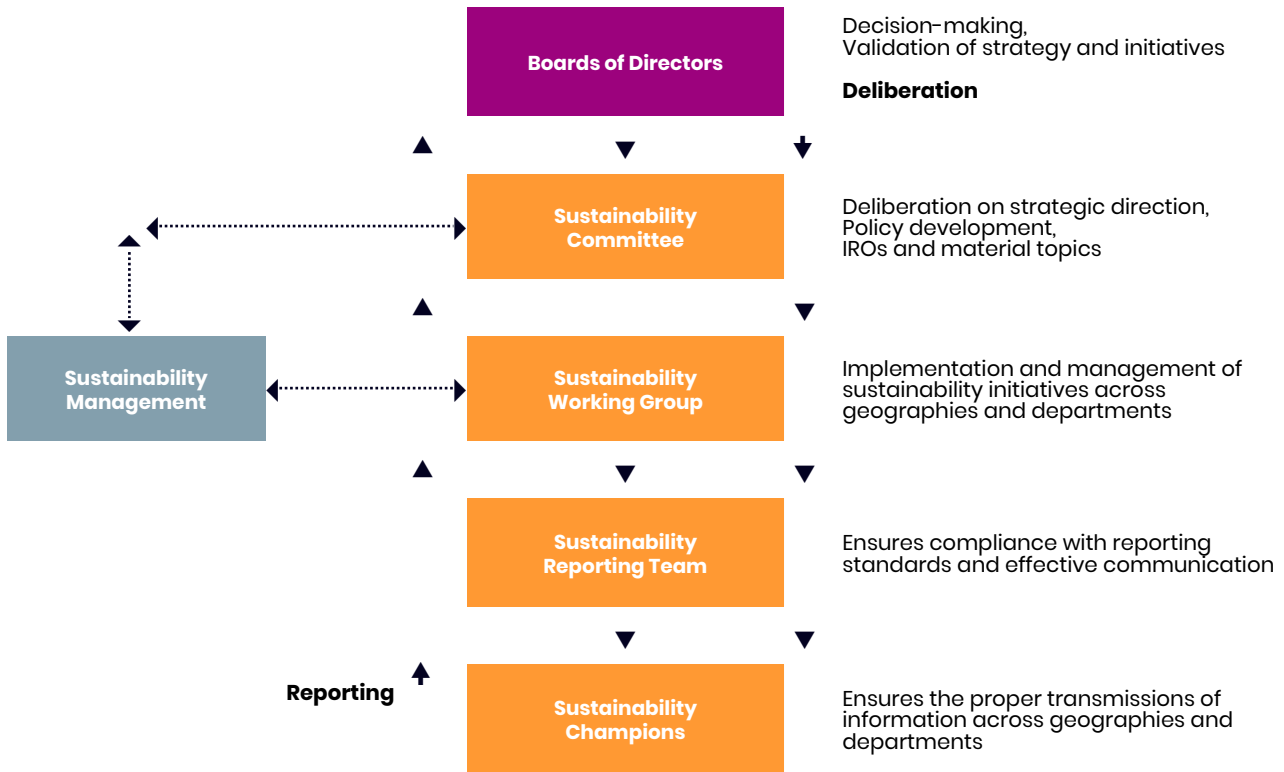 Boards of Directors
Decision-making,
Validation of strategy and initiatives
Deliberation
Sustainability
Committee
Deliberation on strategic direction,
Policy development,
IROs and material topics
Sustainability
Management
Sustainability
Working Group
Implementation and management of
sustainability initiatives across
geographies and departments
Sustainability
Reporting Team
Ensures compliance with reporting
standards and effective communication
Reporting
Sustainability
Champions
Ensures the proper transmissions of
information across geographies and
departments